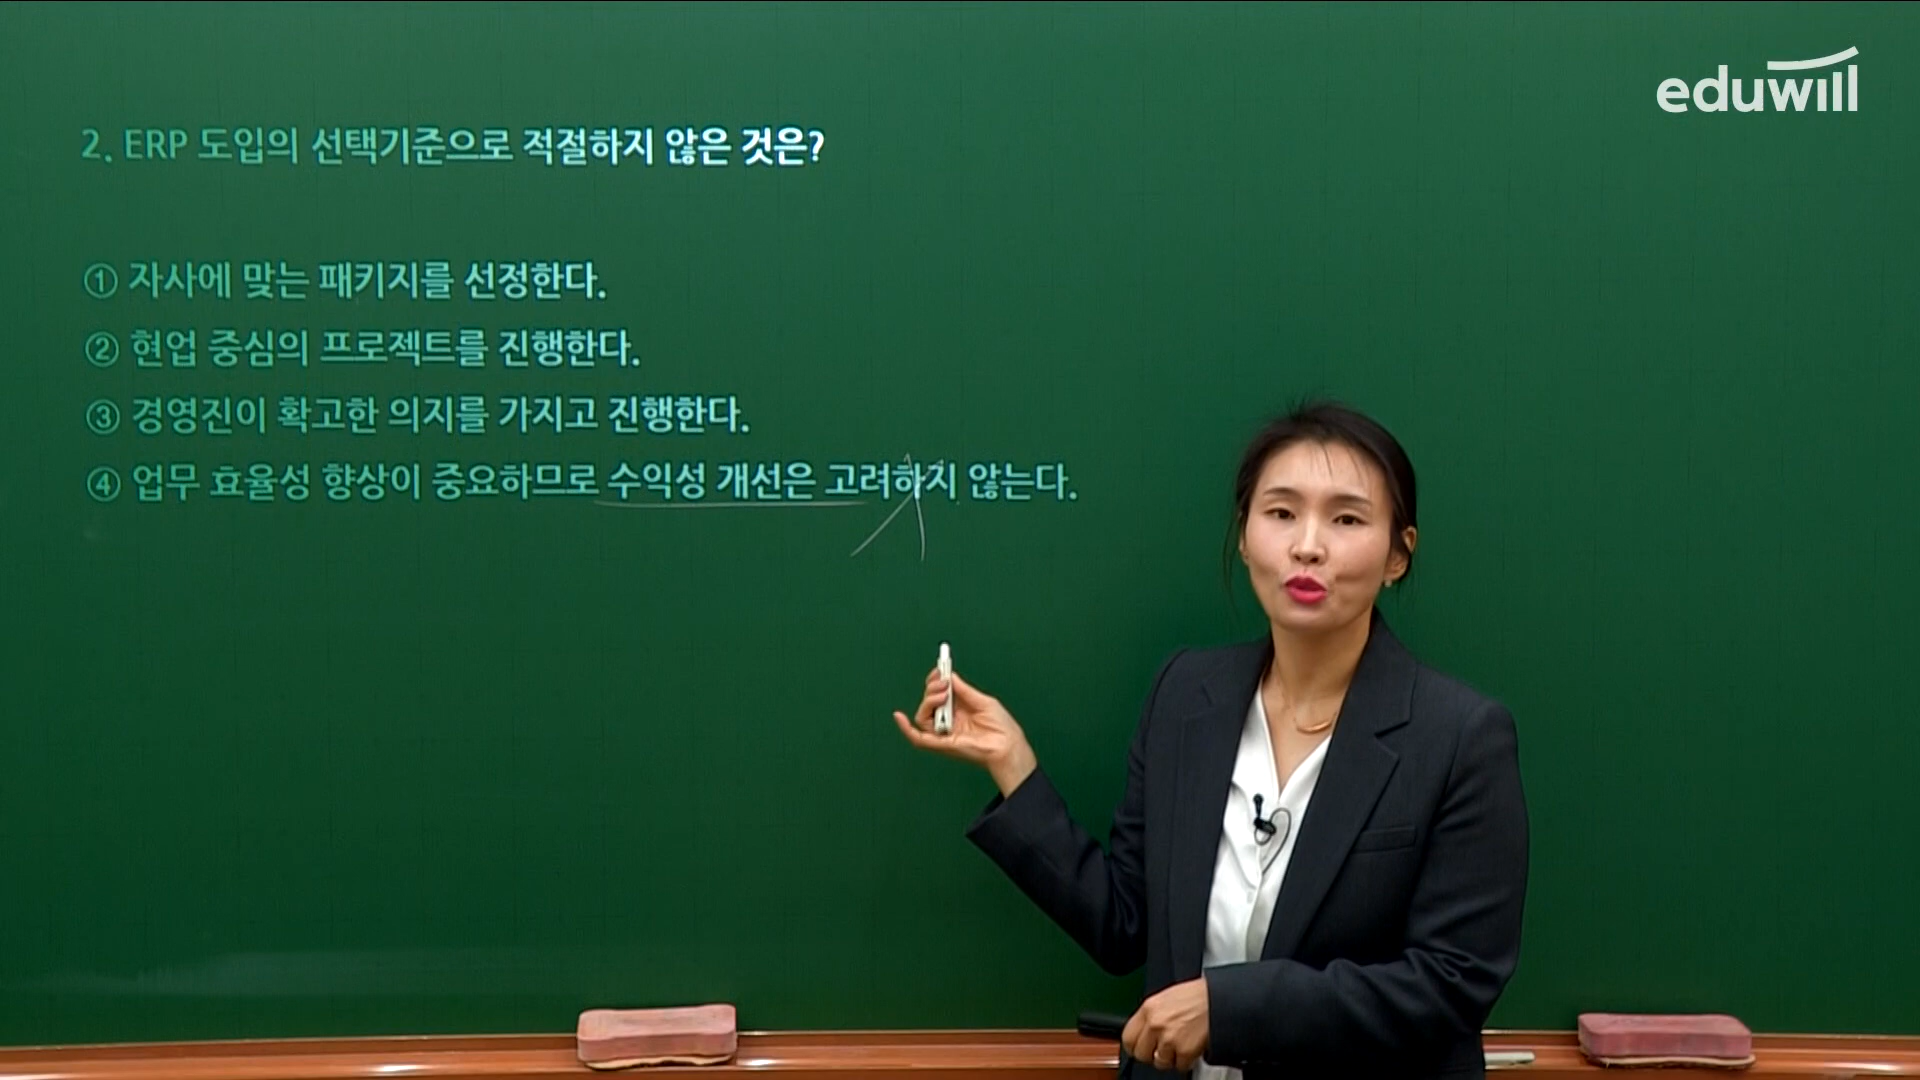 eduwill
2. ERP 도입의 선택기준으로 적절하지 않은 것은?
① 자사에 맞는 패키지를 선정한다.
② 현업 중심의 프로젝트를 진행한다.
③ 경영진이 확고한 의지를 가지고 진행한다.
④ 업무 효율성 향상이 중요하므로 수익성 개선은 고려하지 않는다.